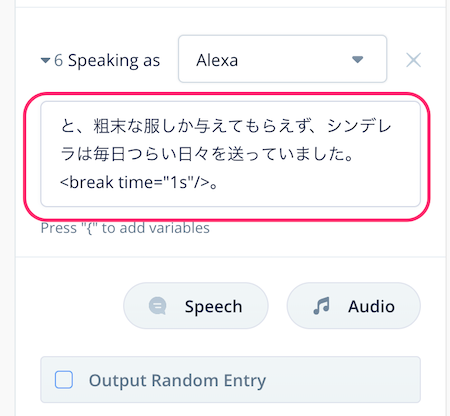 6 Speaking as Alexa
と、粗末な服しか与えてもらえず、シンデレ
ラは毎日つらい日々を送っていました。
<break time="1s"/>。
Press "{" to add variables
Speech Audio
Output Random Entry